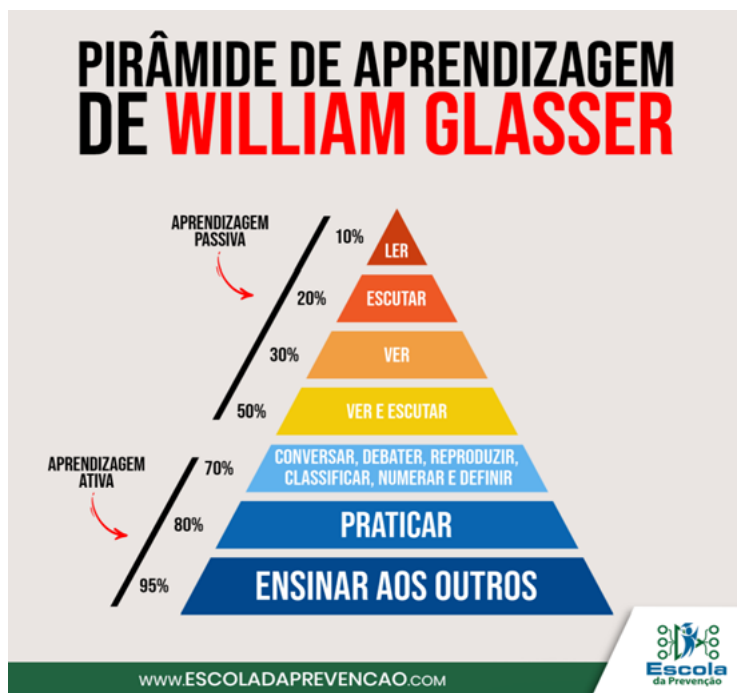 PIRÂMIDE DE APRENDIZAGEM
DE WILLIAM GLASSER
APRENDIZAGEM
PASSIVA
10%
LER
20%
ESCUTAR
30%
VER
50%
VER E ESCUTAR
APRENDIZAGEM
ATIVA
70%
CONVERSAR, DEBATER, REPRODUZIR,
CLASSIFICAR, NUMERAR E DEFINIR
80%
PRATICAR
95%
ENSINAR AOS OUTROS
WWW.ESCOLADAPREVENCAO.COM
Escola
da Prevenção